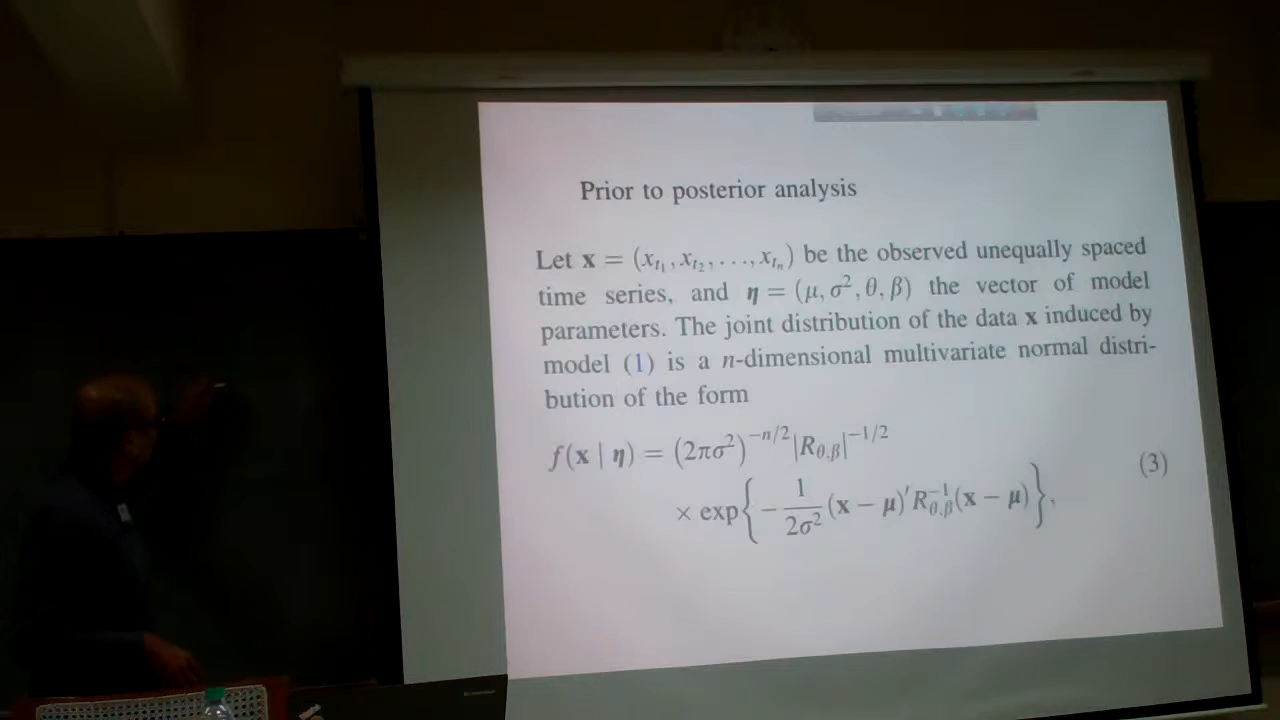 Prior to posterior analysis
Let x = (x_{t_1}, x_{t_2}, ..., x_{t_n}) be the observed unequally spaced
time series, and η = (μ, σ², θ, β) the vector of model
parameters. The joint distribution of the data x induced by
model (1) is a n-dimensional multivariate normal distri-
bution of the form
f(x | η) = (2πσ²)^{-n/2} |R_{θ,β}|^{-1/2}
× exp{ -\frac{1}{2σ²} (x − μ)′ R_{θ,β}^{-1} (x − μ) }, (3)